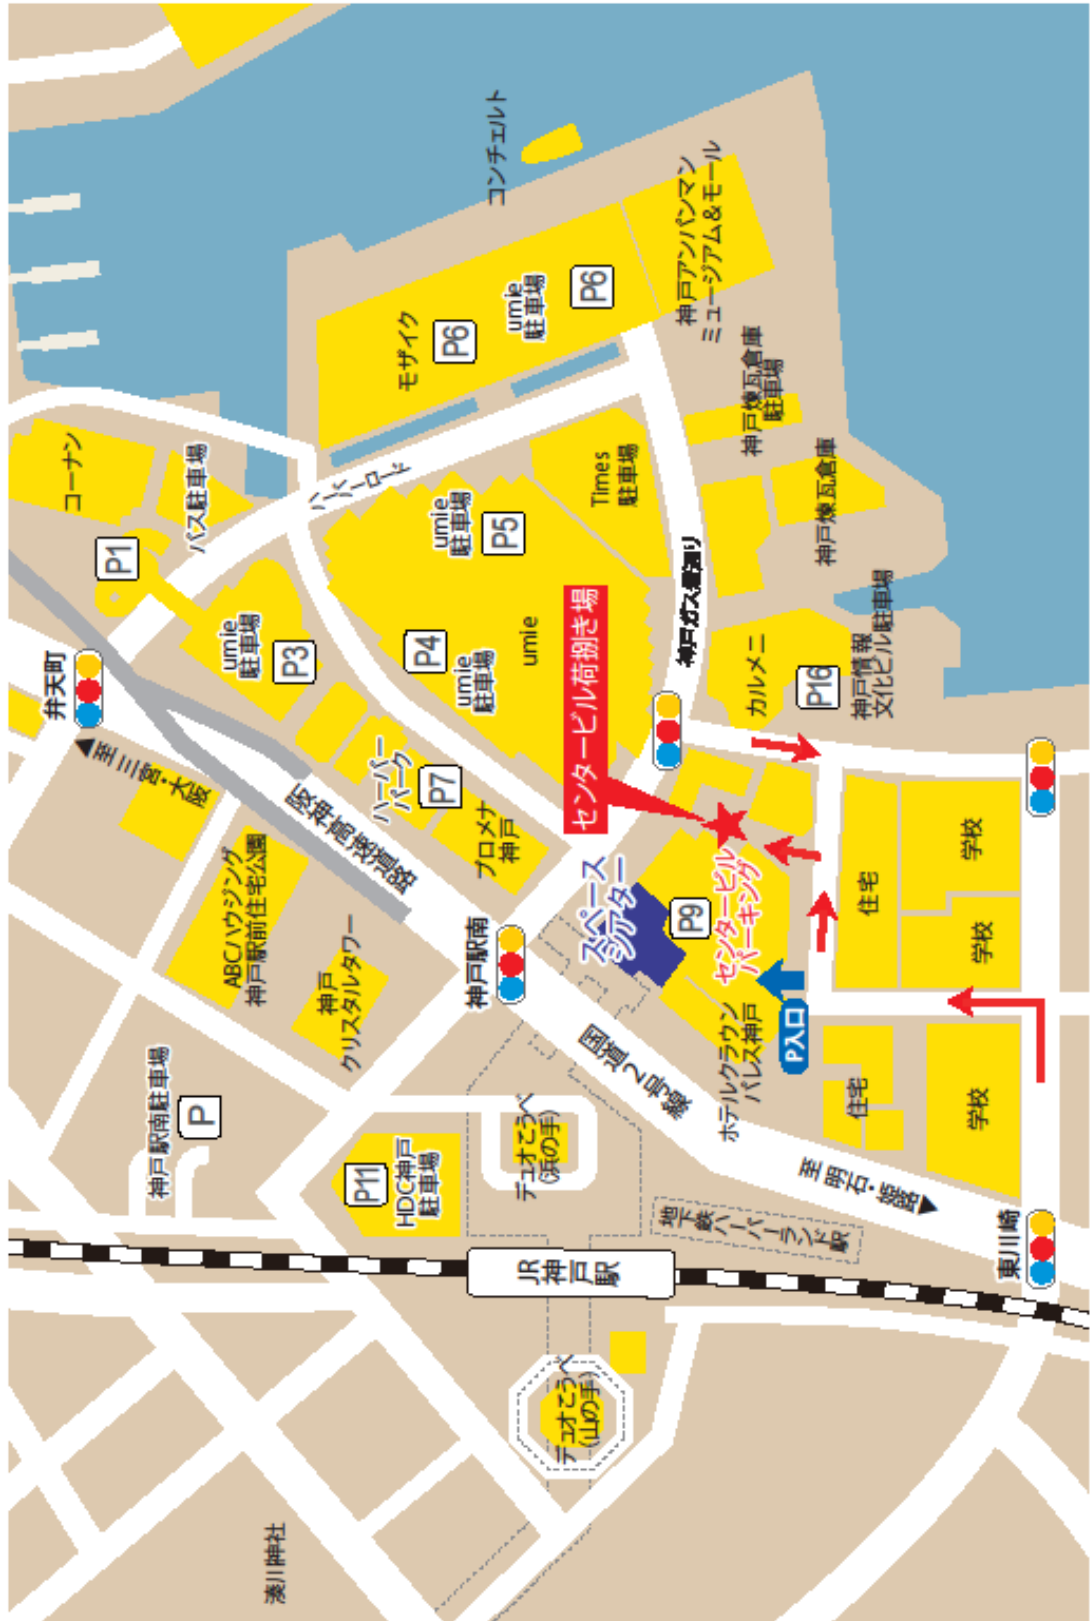 湊川神社
デュオこうべ
(山の手)
JR
神戸駅
神戸駅南駐車場
P
P11
HDC神戸
駐車場
デュオこうべ
(浜の手)
地下鉄ハーバー
ランド駅
東川崎
至 明石・姫路
国道2号線
神戸
クリスタルタワー
ABCハウジング
神戸駅前住宅公園
至三宮・大阪
弁天町
阪神高速道路
神戸駅南
ホテルクラウン
パレス神戸
P入口
住宅
学校
学校
学校
住宅
スペース
シアター
P9
センタービル
パーキング
センタービル荷捌き場
プロメナ
神戸
P7
ハーバー
パーク
umie
駐車場
P3
P1
バス駐車場
コーナン
ハーバーロード
P4
umie
駐車場
umie
umie
駐車場
P5
Times
駐車場
神戸ガス燈通り
カルメニ
P16
神戸情報
文化ビル駐車場
神戸煉瓦倉庫
神戸煉瓦倉庫
駐車場
モザイク
P6
umie
駐車場
P6
神戸アンパンマン
ミュージアム&モール
コンチェルト